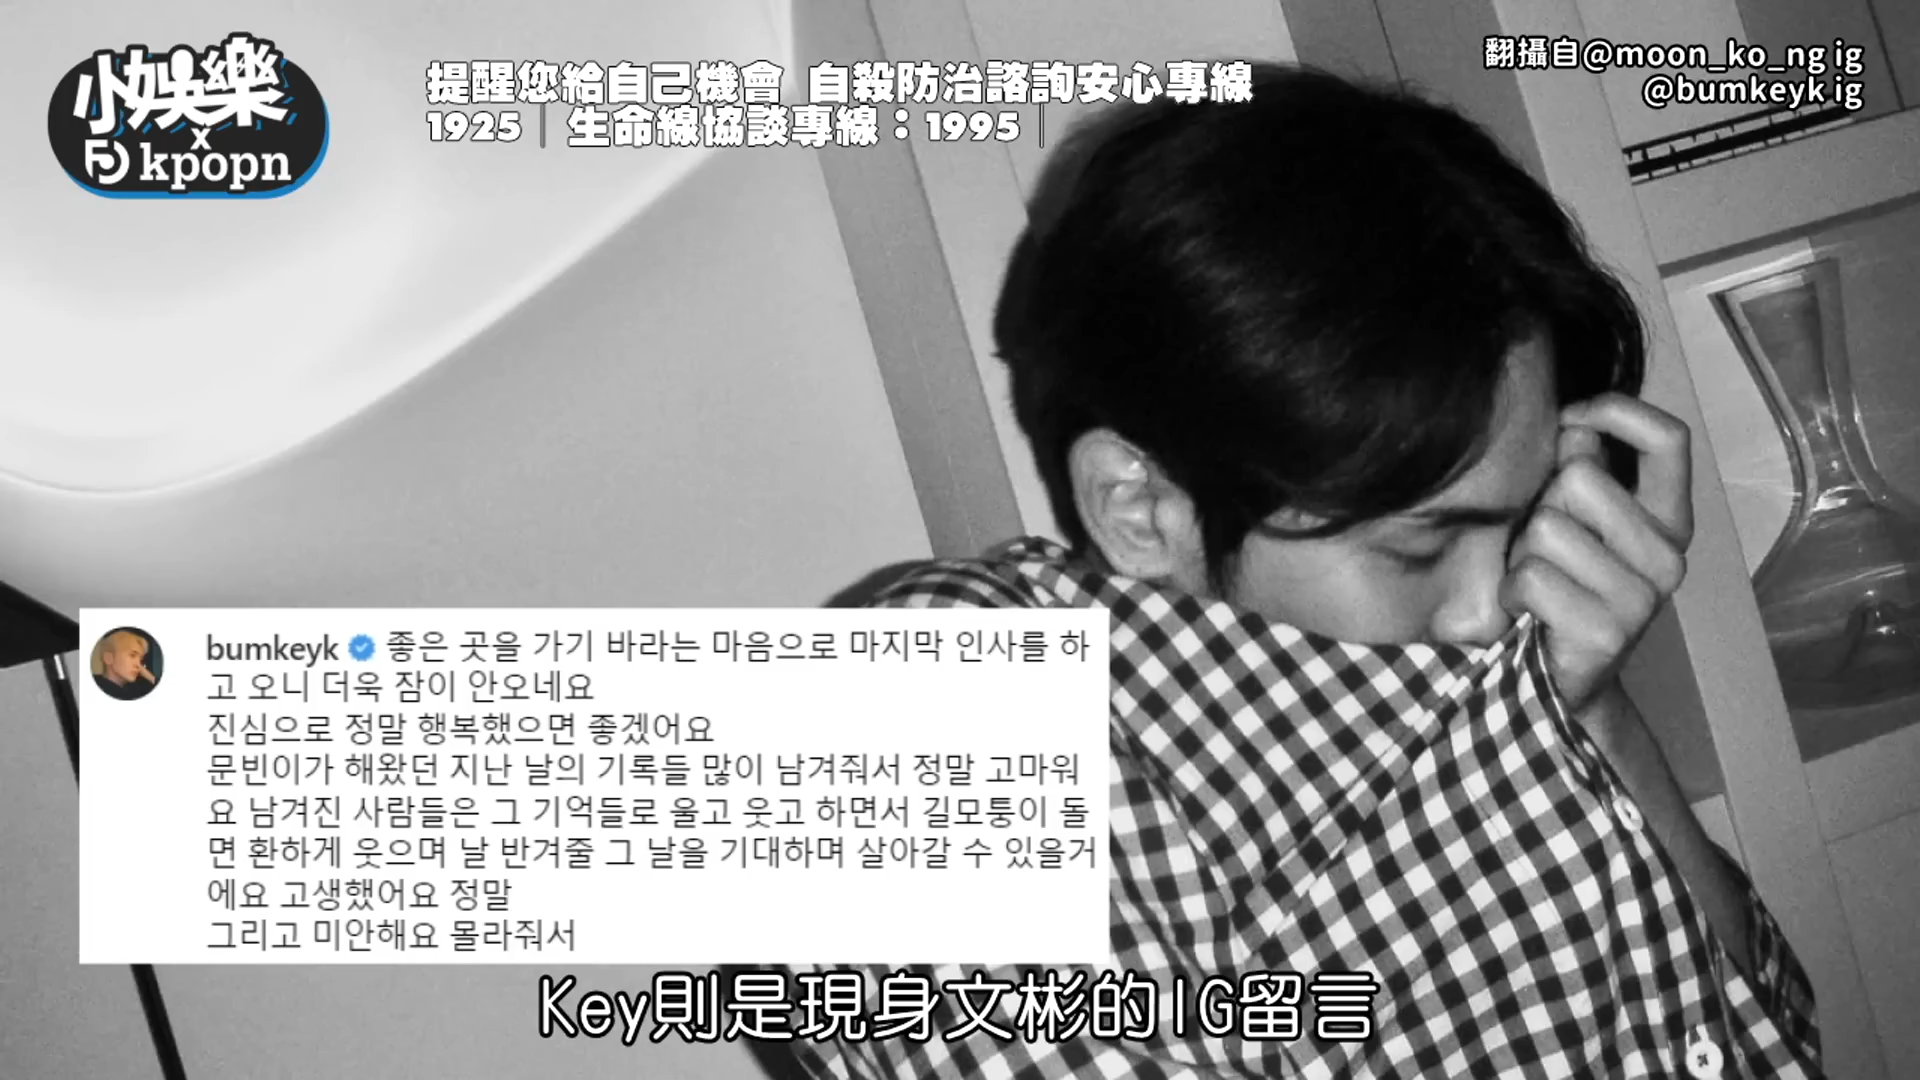 小娛樂
x
kpopn
提醒您給自己機會 自殺防治諮詢安心專線
1925｜生命線協談專線：1995｜
翻攝自@moon_ko_ng ig
@bumkeyk ig
bumkeyk 좋은 곳을 가기 바라는 마음으로 마지막 인사를 하
고 오니 더욱 잠이 안오네요
진심으로 정말 행복했으면 좋겠어요
문빈이가 해왔던 지난 날의 기록들 많이 남겨줘서 정말 고마워
요 남겨진 사람들은 그 기억들로 울고 웃고 하면서 길모퉁이 돌
면 환하게 웃으며 날 반겨줄 그 날을 기대하며 살아갈 수 있을거
에요 고생했어요 정말
그리고 미안해요 몰라줘서
Key則是現身文彬的IG留言